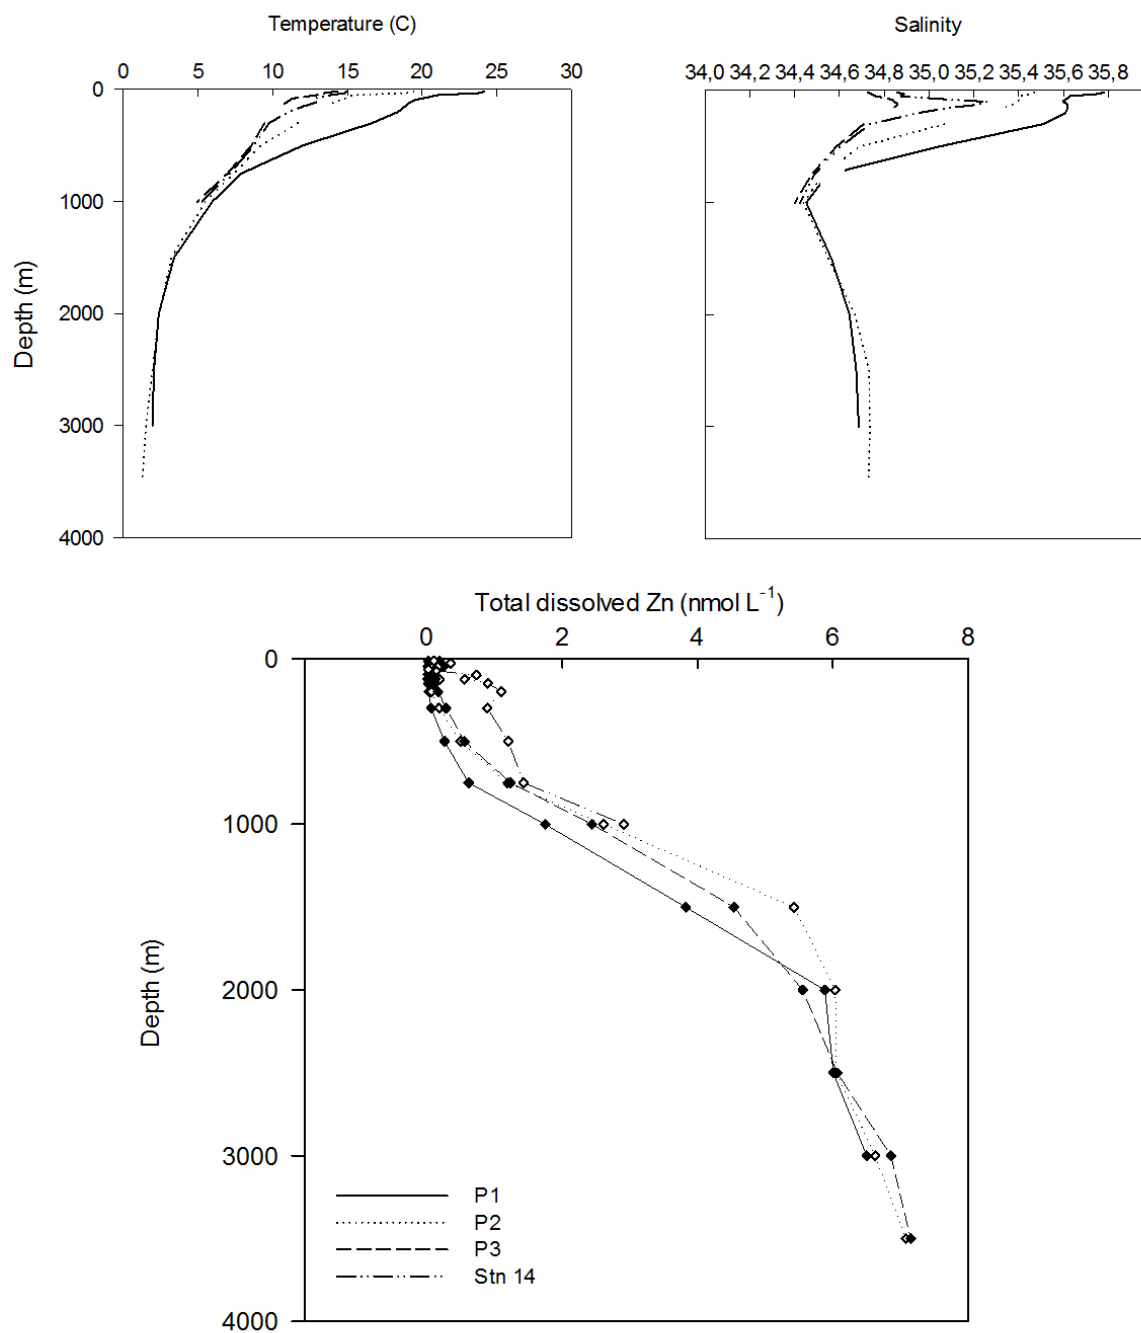 Temperature (C)
0 5 10 15 20 25 30
0
1000
2000
3000
4000
Depth (m)
Salinity
34,0 34,2 34,4 34,6 34,8 35,0 35,2 35,4 35,6 35,8
Total dissolved Zn (nmol L⁻¹)
0 2 4 6 8
0
1000
2000
3000
4000
Depth (m)
P1
P2
P3
Stn 14